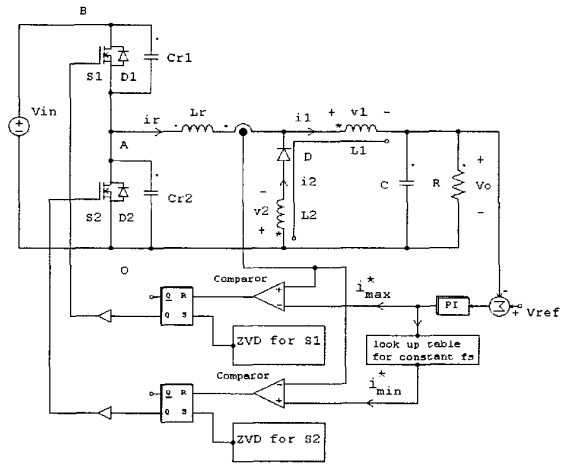 B
S1 D1 Cr1
Vin
ir Lr i1 + v1 -
*
A
D L1
S2 D2 Cr2
- v2 + i2 L2
*
C R + Vo -
O
Comparor
Q R
Q S
+
-
i*max
PI
Σ
-
+ Vref
ZVD for S1
look up table
for constant fs
Comparor
Q R
Q S
-
+
i*min
ZVD for S2